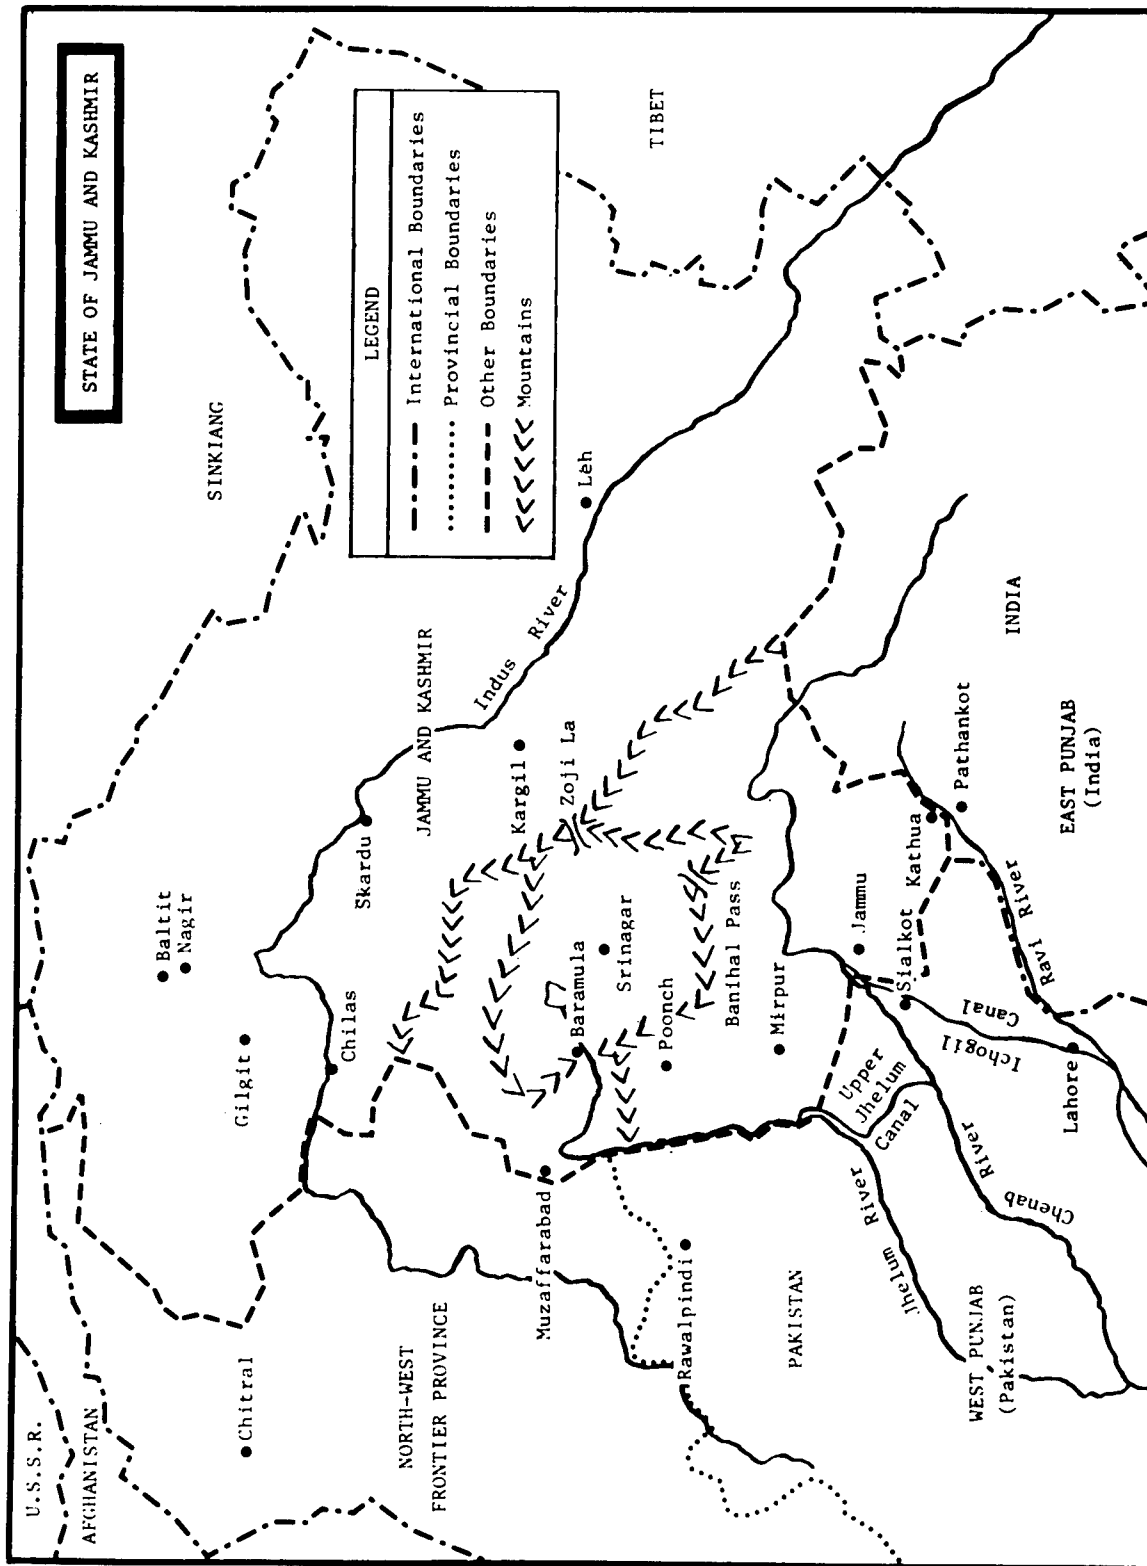 STATE OF JAMMU AND KASHMIR
LEGEND
International Boundaries
Provincial Boundaries
Other Boundaries
Mountains
U.S.S.R.
AFGHANISTAN
SINKIANG
TIBET
Chitral
Gilgit
Baltit
Nagir
Chilas
Skardu
JAMMU AND KASHMIR
Indus River
NORTH-WEST
FRONTIER PROVINCE
Kargil
Zoji La
Leh
Muzaffarabad
Baramula
Srinagar
Poonch
Banihal Pass
Rawalpindi
Mirpur
PAKISTAN
Upper
Jhelum
Canal
Jammu
Sialkot
Kathua
Pathankot
Jhelum River
Ichogil Canal
Ravi River
INDIA
WEST PUNJAB
(Pakistan)
Chenab River
Lahore
EAST PUNJAB
(India)